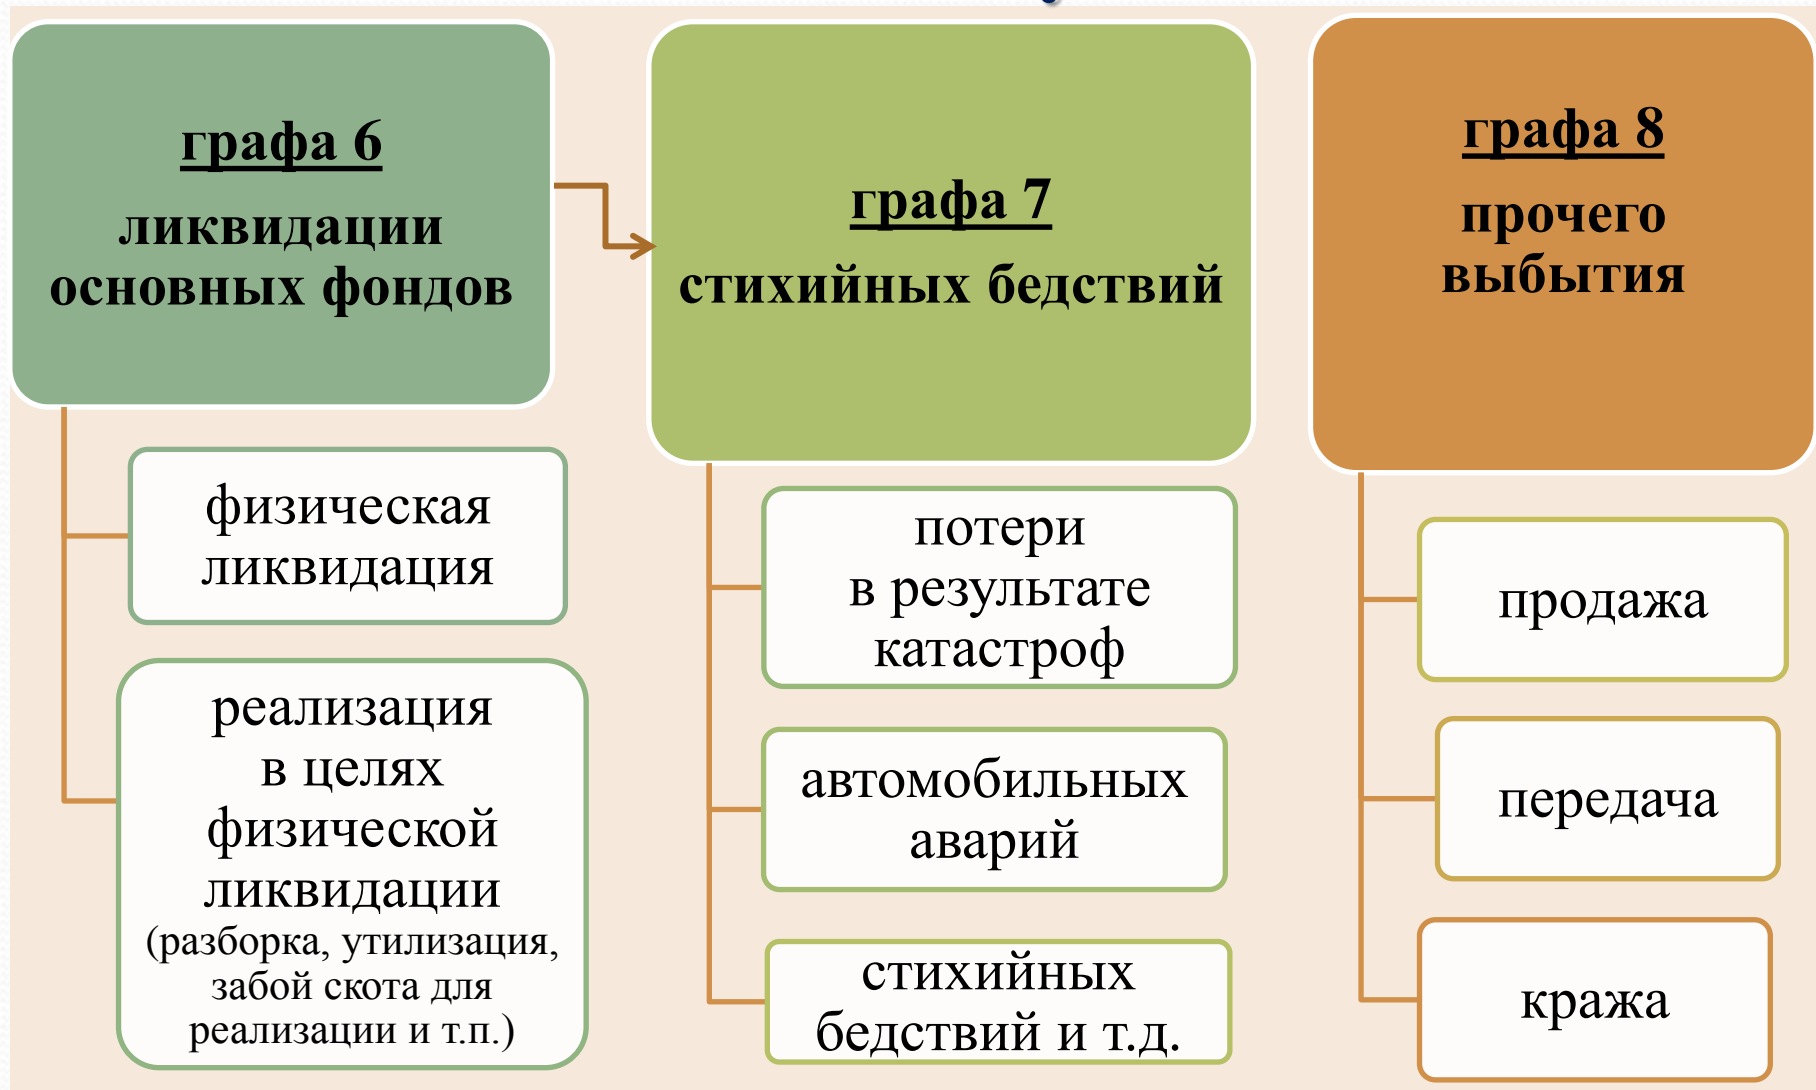 графа 6
ликвидации
основных фондов
физическая
ликвидация
реализация
в целях
физической
ликвидации
(разборка, утилизация,
забой скота для
реализации и т.п.)
графа 7
стихийных бедствий
потери
в результате
катастроф
автомобильных
аварий
стихийных
бедствий и т.д.
графа 8
прочего
выбытия
продажа
передача
кража